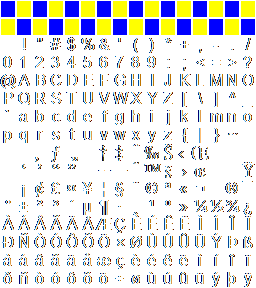 ! " # $ % & ' ( ) * + , - . /
0 1 2 3 4 5 6 7 8 9 : ; < = > ?
@ A B C D E F G H I J K L M N O
P Q R S T U V W X Y Z [ \ ] ^ _
` a b c d e f g h i j k l m n o
p q r s t u v w x y z { | } ~
‚ ƒ „ … † ‡ ˆ ‰ Š ‹ Œ
‘ ’ “ ” • – — ˜ ™ š › œ Ÿ
¡ ¢ £ ¤ ¥ ¦ § ¨ © ª « ¬ ® ¯
° ± ² ³ ´ µ ¶ · ¸ ¹ º » ¼ ½ ¾ ¿
À Á Â Ã Ä Å Æ Ç È É Ê Ë Ì Í Î Ï
Ð Ñ Ò Ó Ô Õ Ö × Ø Ù Ú Û Ü Ý Þ ß
à á â ã ä å æ ç è é ê ë ì í î ï
ð ñ ò ó ô õ ö ÷ ø ù ú û ü ý þ ÿ